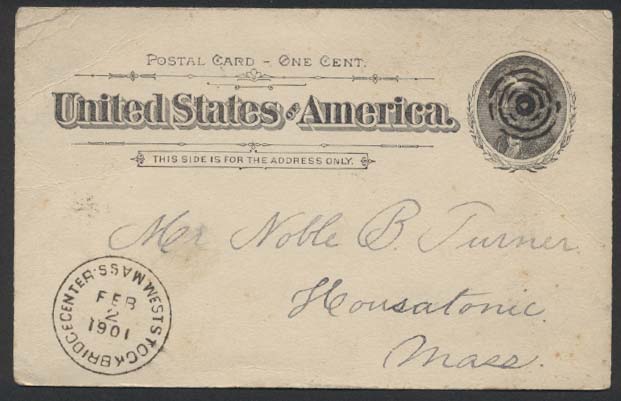 POSTAL CARD - ONE CENT.
United States of America.
THIS SIDE IS FOR THE ADDRESS ONLY.
Mr Noble B. Turner.
Housatonic.
Mass.
WEST STOCKBRIDGE CENTER. MASS.
FEB
2
1901